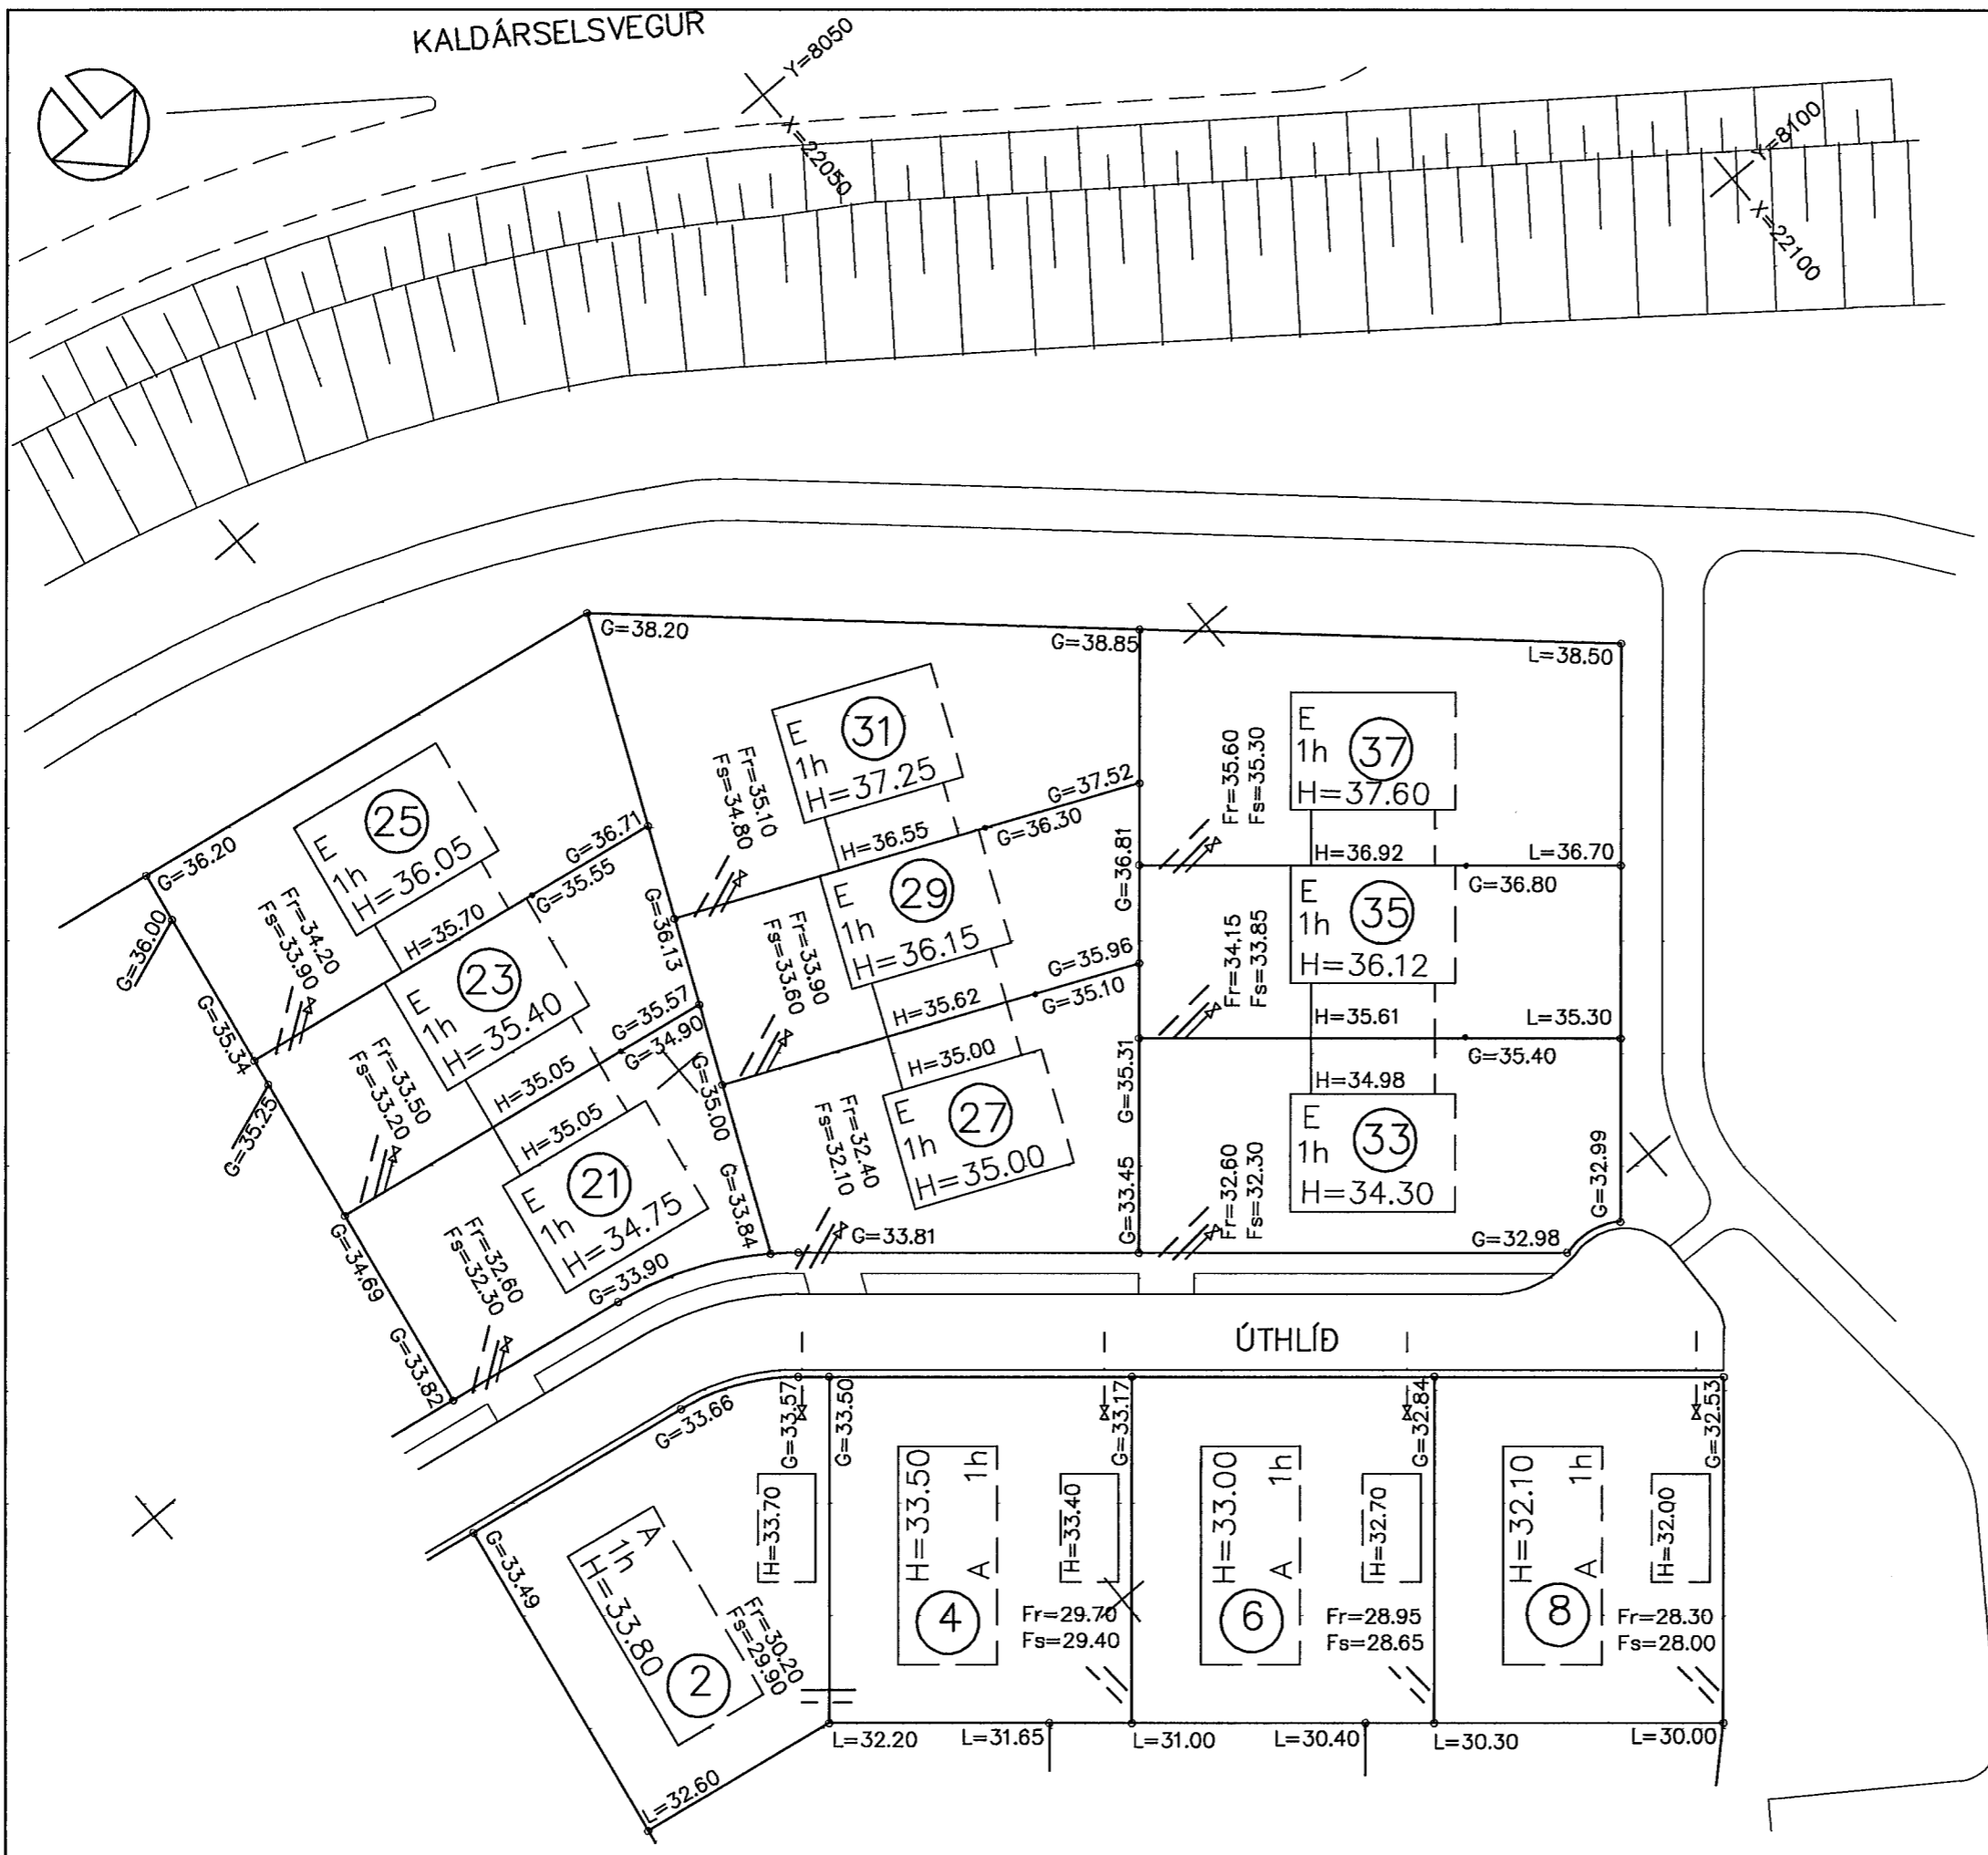 KALDÁRSELSVEGUR
Y=8050
X=22050
Y=8100
X=22100
G=38.20
G=38.85
L=38.50
E
31
1h
H=37.25
Fr=35.10
Fs=34.80
E
37
1h
H=37.60
Fr=35.60
Fs=35.30
E
25
1h
H=36.05
G=36.20
G=36.00
Fr=34.20
Fs=33.90
G=36.71
G=35.55
H=35.70
G=35.34
G=37.52
G=36.30
H=36.55
G=36.81
H=36.92
L=36.70
G=36.80
E
29
1h
H=36.15
G=36.13
Fr=33.90
Fs=33.60
E
35
1h
H=36.12
Fr=34.15
Fs=33.85
E
23
1h
H=35.40
Fr=33.50
Fs=33.20
G=35.25
G=35.57
G=34.90
H=35.05
H=35.05
G=35.96
G=35.10
H=35.62
H=35.00
G=35.31
H=35.61
L=35.30
G=35.40
H=34.98
G=35.00
E
27
1h
H=35.00
Fr=32.40
Fs=32.10
E
33
1h
H=34.30
Fr=32.60
Fs=32.30
G=33.45
G=32.99
G=32.98
E
21
1h
H=34.75
Fr=32.60
Fs=32.30
G=34.69
G=33.82
G=33.90
G=33.84
G=33.81
ÚTHLÍÐ
G=33.66
G=33.57
G=33.50
G=33.17
G=32.84
G=32.53
G=33.49
A
1h
H=33.80
2
H=33.70
Fr=30.20
Fs=29.90
H=33.50
1h
A
4
H=33.40
Fr=29.70
Fs=29.40
H=33.00
1h
A
6
H=32.70
Fr=28.95
Fs=28.65
H=32.10
1h
A
8
H=32.00
Fr=28.30
Fs=28.00
L=32.60
L=32.20
L=31.65
L=31.00
L=30.40
L=30.30
L=30.00